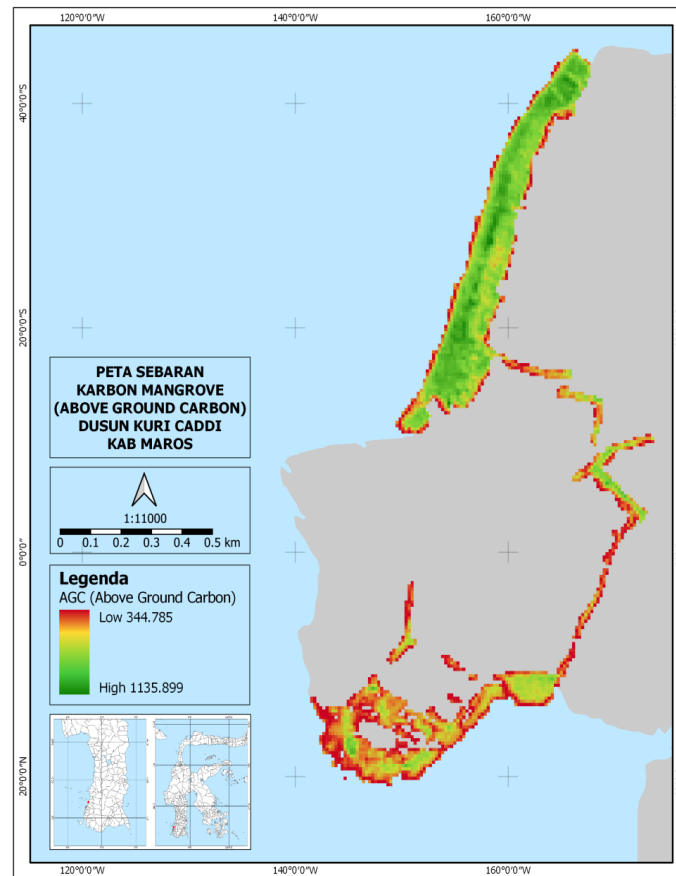 120°0'0"W 140°0'0"W 160°0'0"W
40°0'0"S
20°0'0"S
PETA SEBARAN
KARBON MANGROVE
(ABOVE GROUND CARBON)
DUSUN KURI CADDI
KAB MAROS
1:11000
0 0.1 0.2 0.3 0.4 0.5 km
0°0'0"
Legenda
AGC (Above Ground Carbon)
Low 344.785
High 1135.899
20°0'0"N
120°0'0"W 140°0'0"W 160°0'0"W